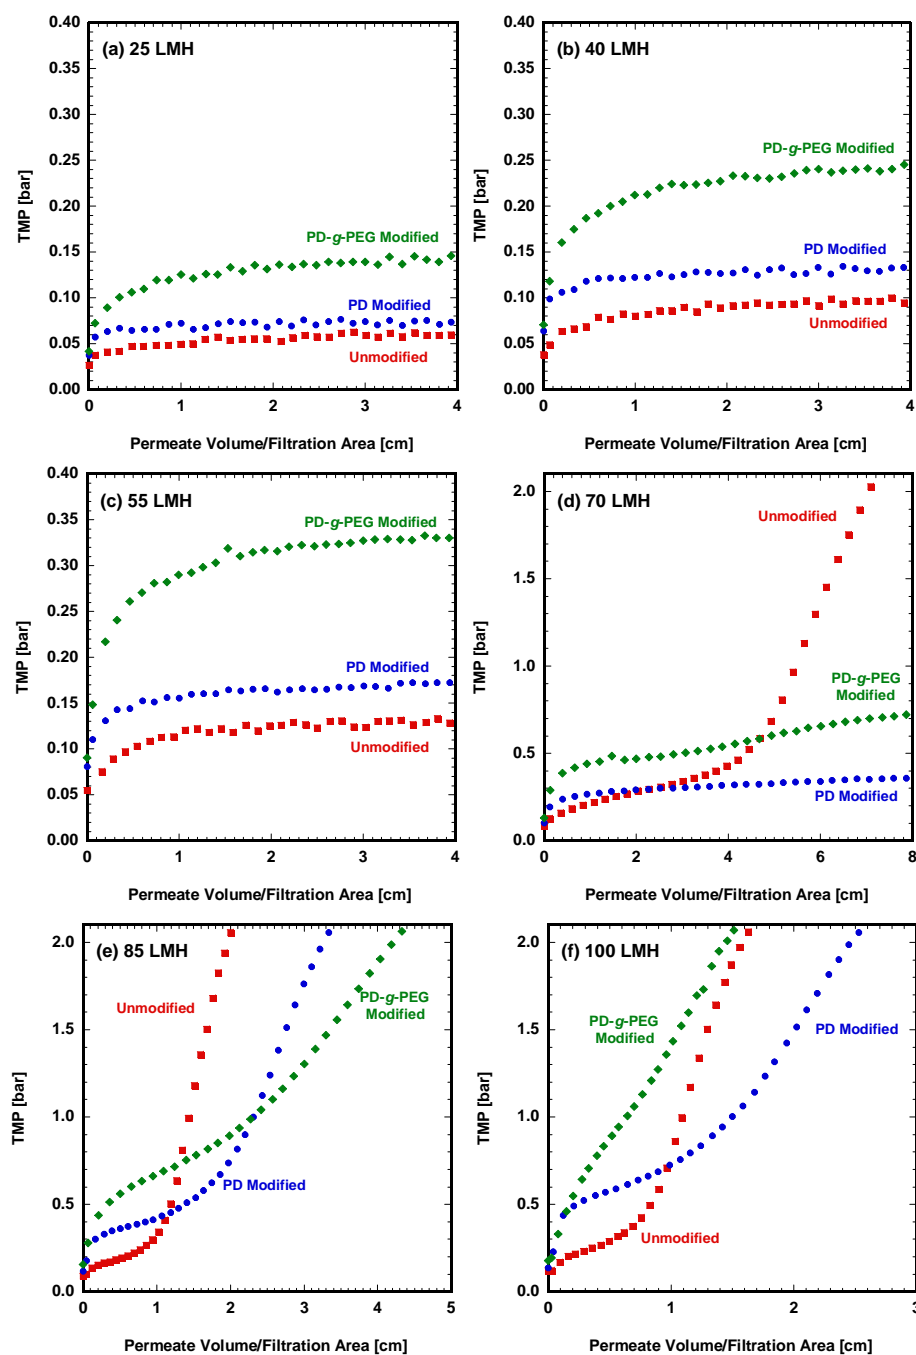 (a) 25 LMH
0.40
0.35
0.30
0.25
0.20
0.15
0.10
0.05
0.00
TMP [bar]
PD-g-PEG Modified
PD Modified
Unmodified
0 1 2 3 4
Permeate Volume/Filtration Area [cm]
(b) 40 LMH
0.40
0.35
0.30
0.25
0.20
0.15
0.10
0.05
0.00
TMP [bar]
PD-g-PEG Modified
PD Modified
Unmodified
0 1 2 3 4
Permeate Volume/Filtration Area [cm]
(c) 55 LMH
0.40
0.35
0.30
0.25
0.20
0.15
0.10
0.05
0.00
TMP [bar]
PD-g-PEG Modified
PD Modified
Unmodified
0 1 2 3 4
Permeate Volume/Filtration Area [cm]
(d) 70 LMH
2.0
1.5
1.0
0.5
0.0
TMP [bar]
Unmodified
PD-g-PEG
Modified
PD Modified
0 2 4 6 8
Permeate Volume/Filtration Area [cm]
(e) 85 LMH
2.0
1.5
1.0
0.5
0.0
TMP [bar]
Unmodified
PD-g-PEG
Modified
PD Modified
0 1 2 3 4 5
Permeate Volume/Filtration Area [cm]
(f) 100 LMH
2.0
1.5
1.0
0.5
0.0
TMP [bar]
PD-g-PEG
Modified
PD Modified
Unmodified
0 1 2 3
Permeate Volume/Filtration Area [cm]